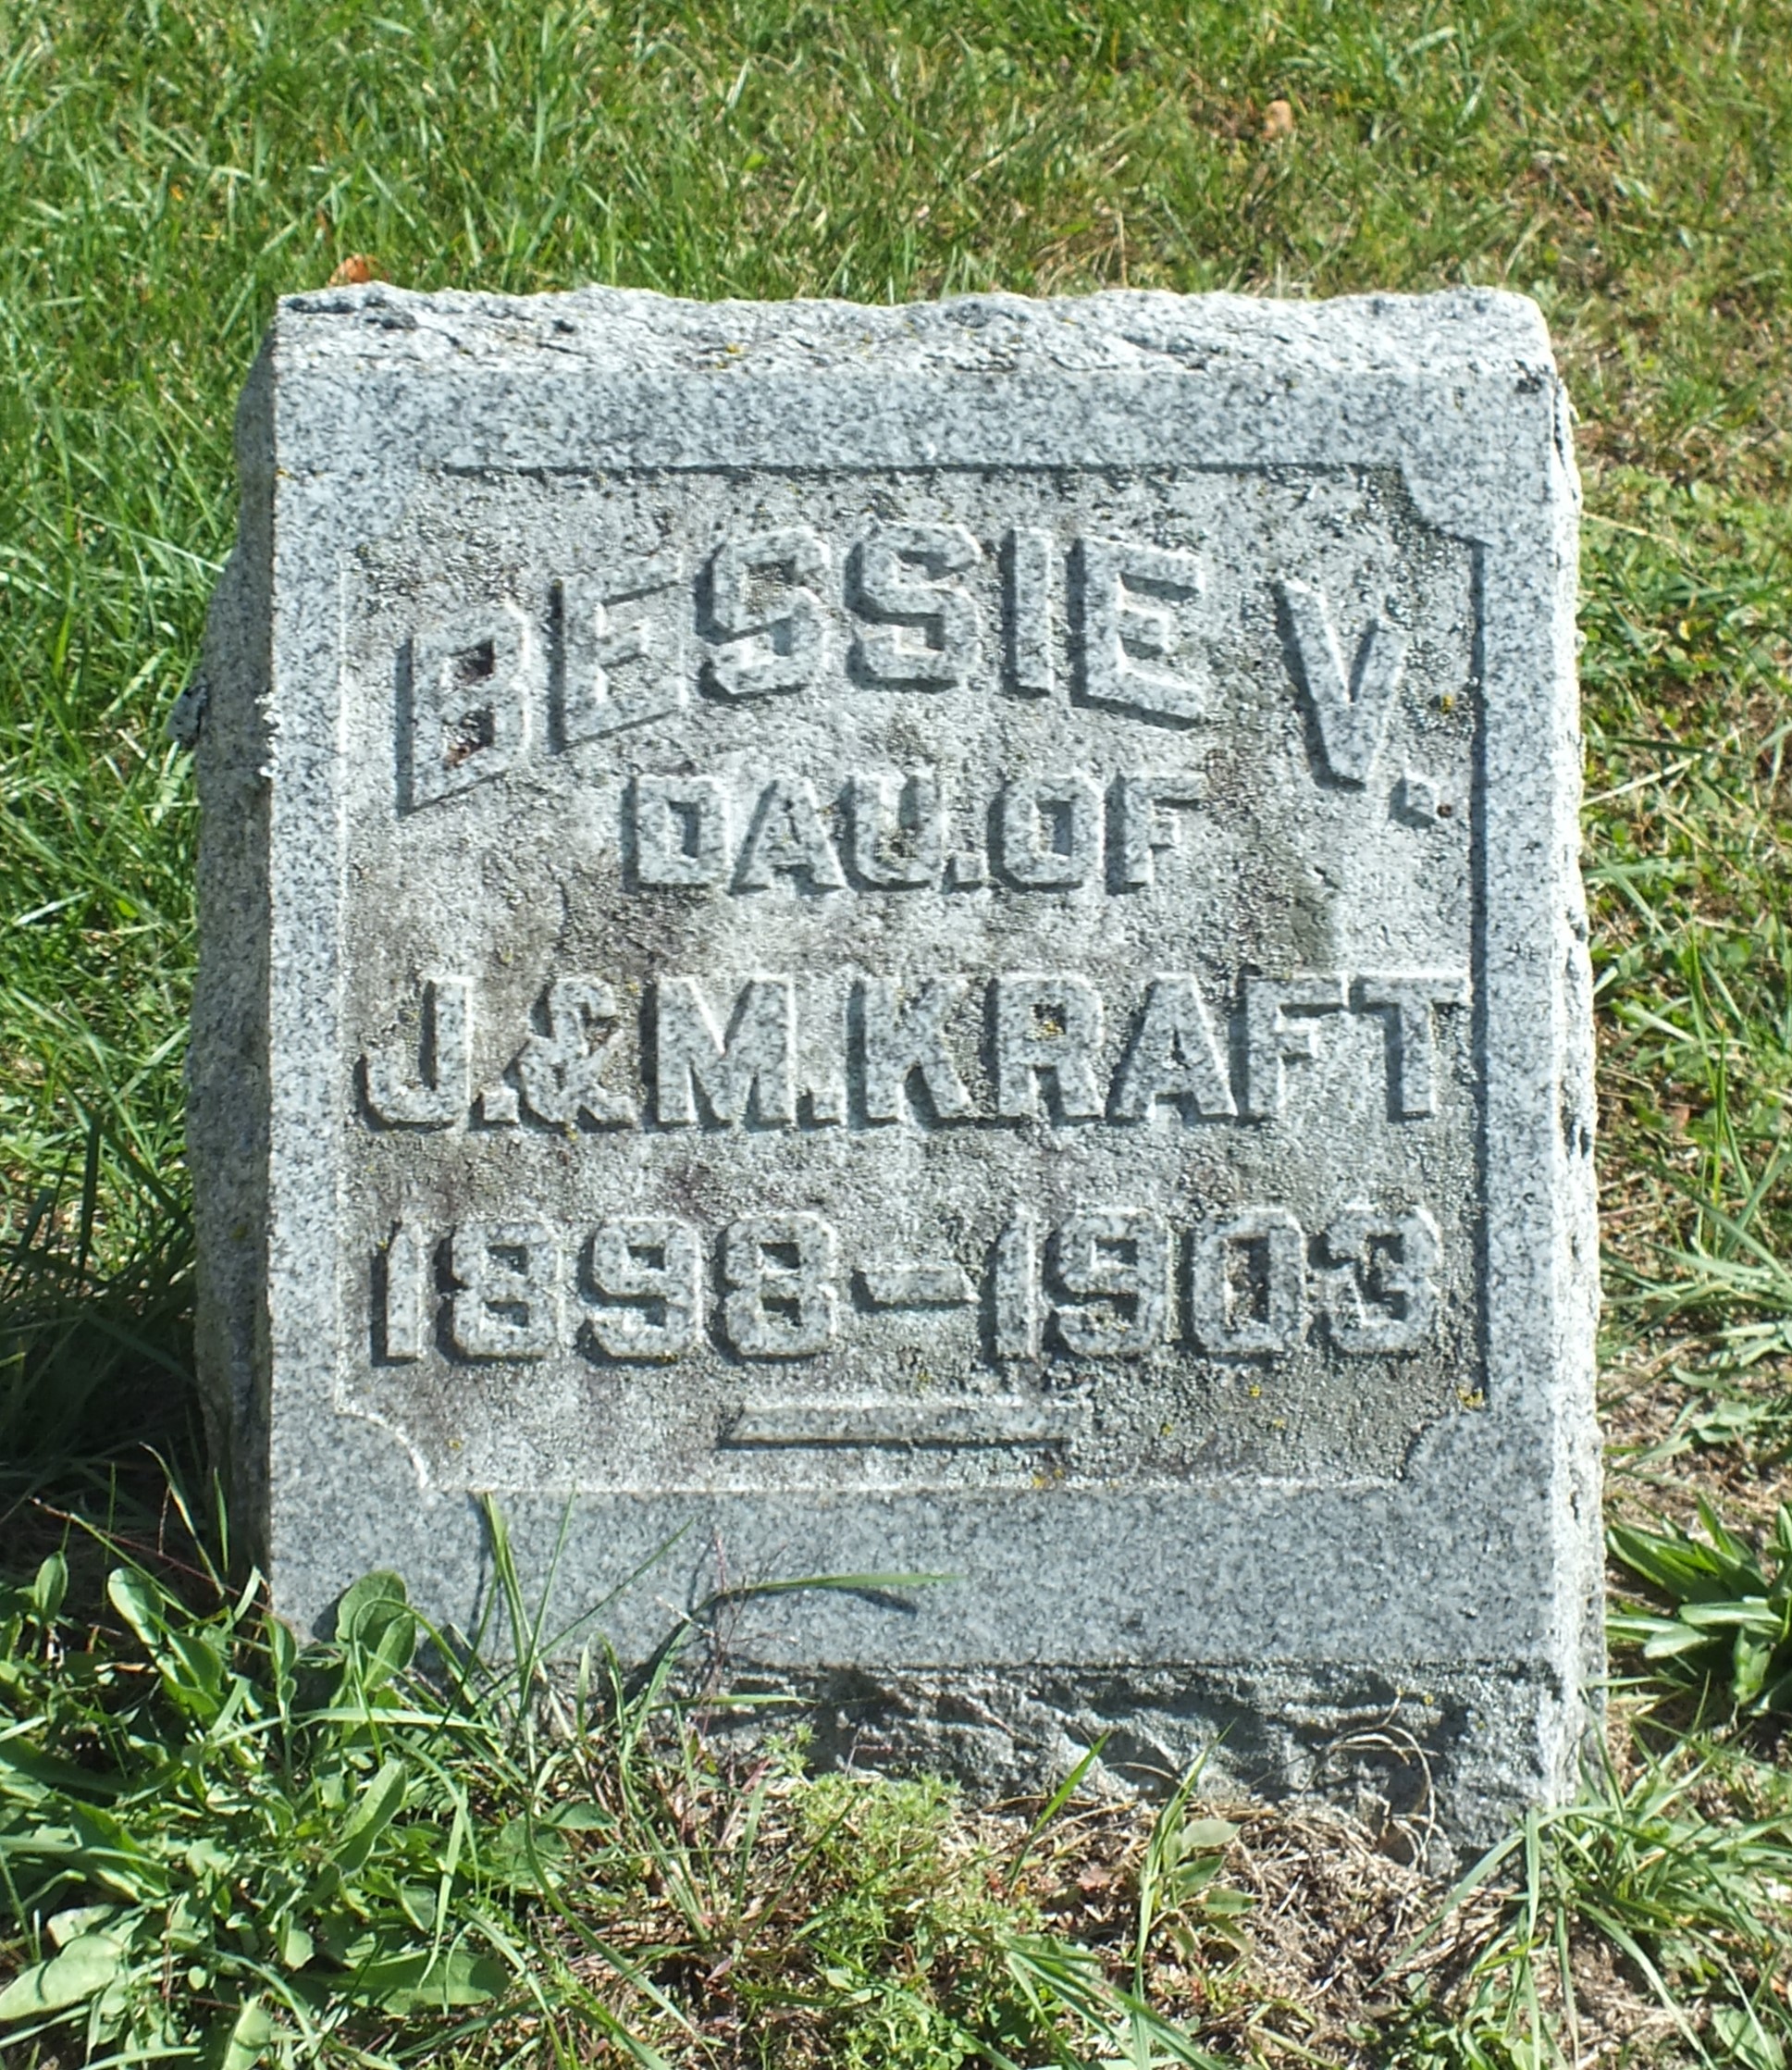 BESSIE V.
DAU. OF
J. & M. KRAFT
1898-1903